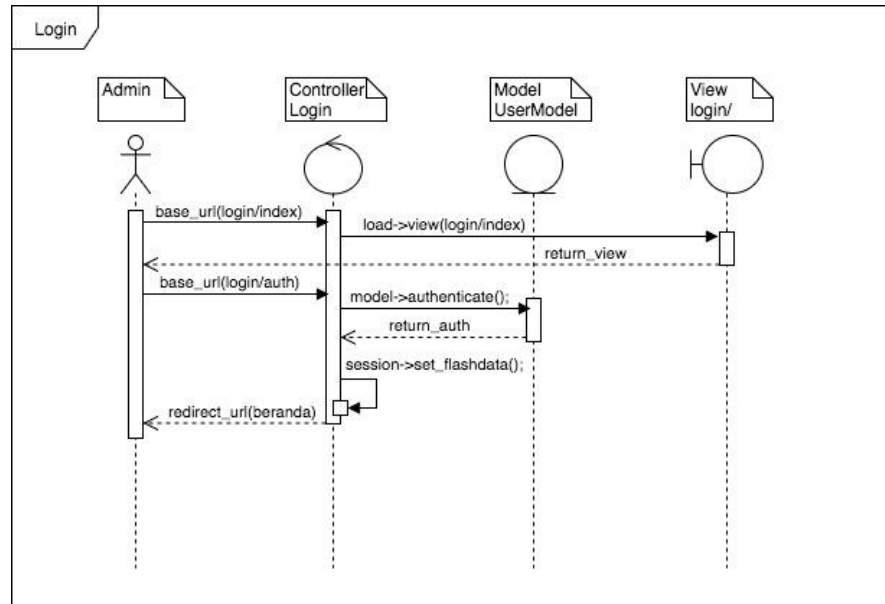 Login
Admin
Controller
Login
Model
UserModel
View
login/
base_url(login/index)
load->view(login/index)
return_view
base_url(login/auth)
model->authenticate();
return_auth
session->set_flashdata();
redirect_url(beranda)